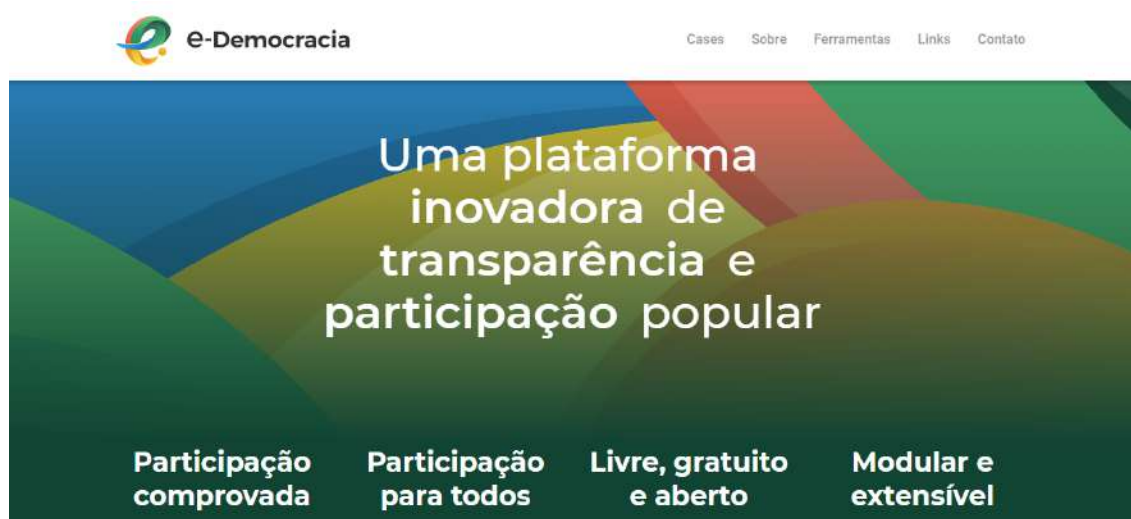 e-Democracia
Cases Sobre Ferramentas Links Contato
Uma plataforma
inovadora de
transparência e
participação popular
Participação
comprovada
Participação
para todos
Livre, gratuito
e aberto
Modular e
extensível